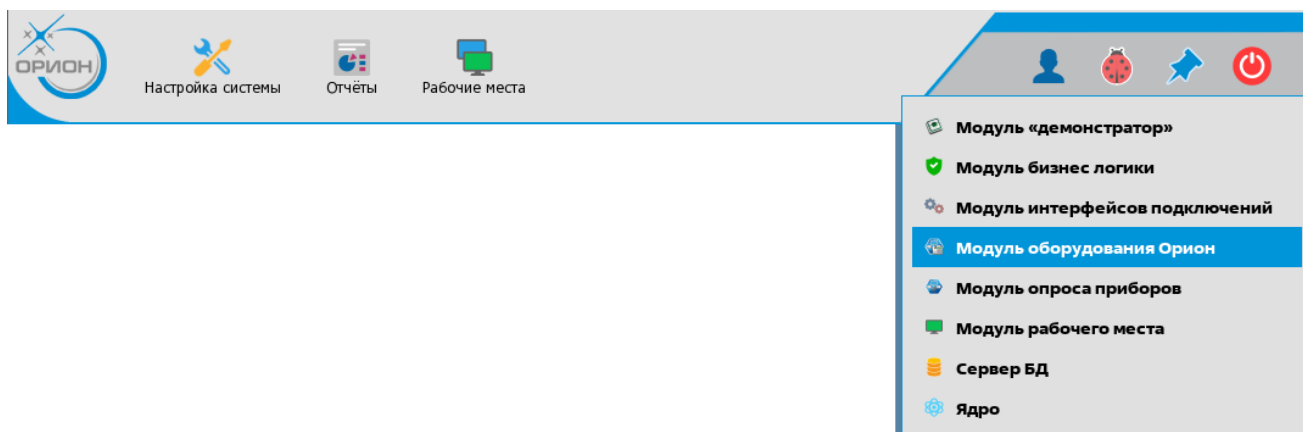 ОРИОН
Настройка системы
Отчёты
Рабочие места
Модуль «демонстратор»
Модуль бизнес логики
Модуль интерфейсов подключений
Модуль оборудования Орион
Модуль опроса приборов
Модуль рабочего места
Сервер БД
Ядро